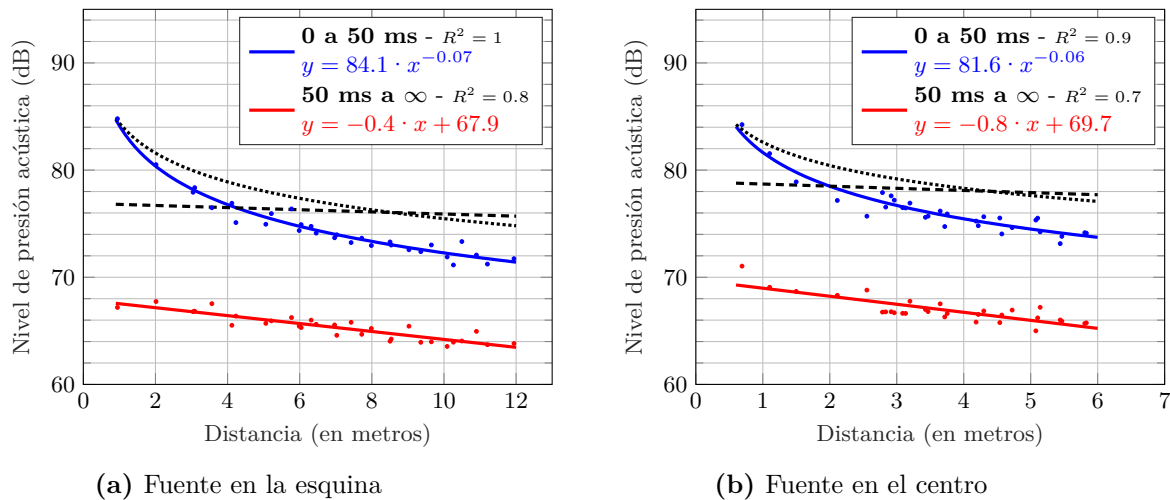 Nivel de presión acústica (dB)
90
80
70
60
0 2 4 6 8 10 12
Distancia (en metros)
0 a 50 ms - R² = 1
y = 84.1 · x^−0.07
50 ms a ∞ - R² = 0.8
y = −0.4 · x + 67.9
(a) Fuente en la esquina
Nivel de presión acústica (dB)
90
80
70
60
0 1 2 3 4 5 6 7
Distancia (en metros)
0 a 50 ms - R² = 0.9
y = 81.6 · x^−0.06
50 ms a ∞ - R² = 0.7
y = −0.8 · x + 69.7
(b) Fuente en el centro